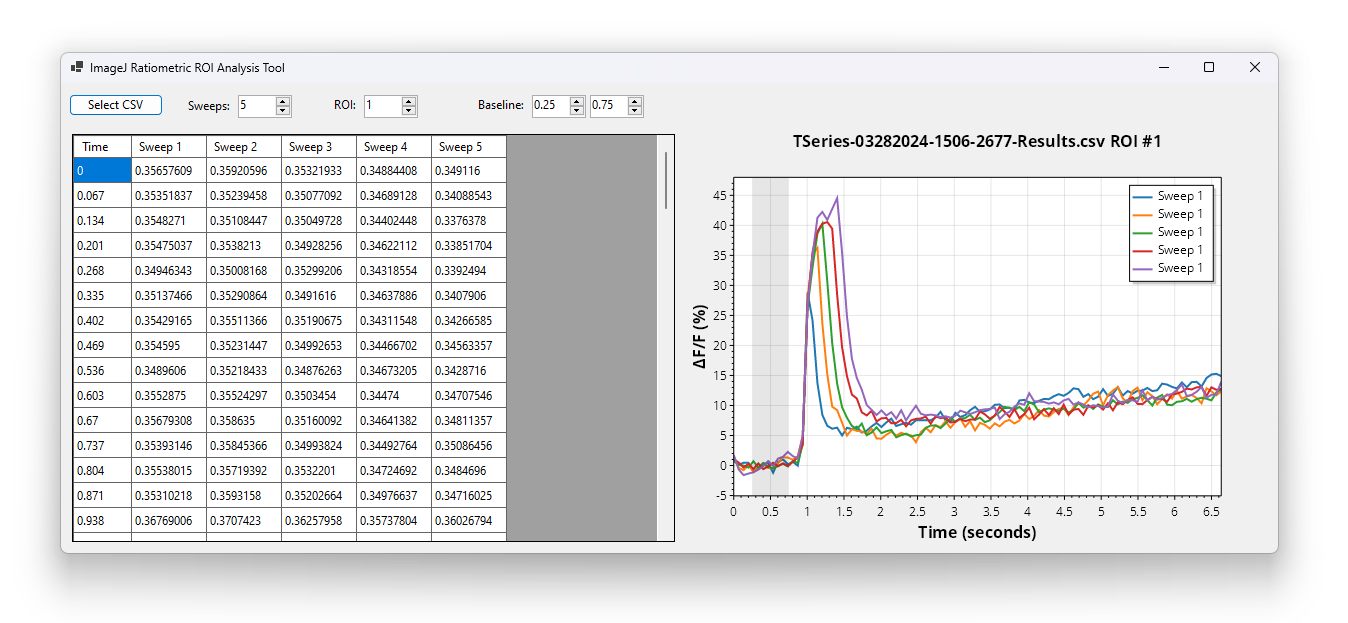 ImageJ Ratiometric ROI Analysis Tool
Select CSV Sweeps: 5 ROI: 1 Baseline: 0.25 0.75
Time Sweep 1 Sweep 2 Sweep 3 Sweep 4 Sweep 5
0 0.35657609 0.35920596 0.35321933 0.34884408 0.349116
0.067 0.35351837 0.35239458 0.35077092 0.34689128 0.34088543
0.134 0.3548271 0.35108447 0.35049728 0.34402448 0.3376378
0.201 0.35475037 0.3538213 0.34928256 0.34622112 0.33851704
0.268 0.34946343 0.35008168 0.35299206 0.34318554 0.3392494
0.335 0.35137466 0.35290864 0.3491616 0.34637886 0.3407906
0.402 0.35429165 0.35511366 0.35190675 0.34311548 0.34266585
0.469 0.354595 0.35231447 0.34992653 0.34466702 0.34563357
0.536 0.3489606 0.35218433 0.34876263 0.34673205 0.3428716
0.603 0.3552875 0.35524297 0.3503454 0.34474 0.34707546
0.67 0.35679308 0.358635 0.35160092 0.34641382 0.34811357
0.737 0.35393146 0.35845366 0.34993824 0.34492764 0.35086456
0.804 0.35538015 0.35719392 0.3532201 0.34724692 0.3484696
0.871 0.35310218 0.3593158 0.35202664 0.34976637 0.34716025
0.938 0.36769006 0.3707423 0.36257958 0.35737804 0.36026794
TSeries-03282024-1506-2677-Results.csv ROI #1
ΔF/F (%)
45
40
35
30
25
20
15
10
5
0
-5
Sweep 1
Sweep 1
Sweep 1
Sweep 1
Sweep 1
0 0.5 1 1.5 2 2.5 3 3.5 4 4.5 5 5.5 6 6.5
Time (seconds)